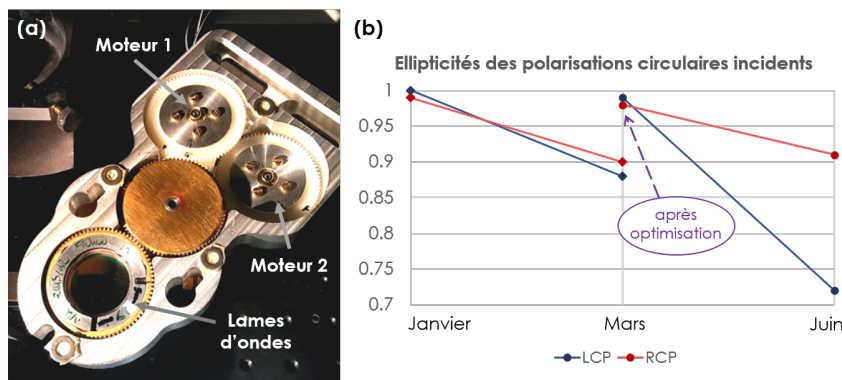 (a)
Moteur 1
Moteur 2
Lames
d'ondes
(b)
Ellipticités des polarisations circulaires incidents
1
0.95
0.9
0.85
0.8
0.75
0.7
après
optimisation
Janvier
Mars
Juin
LCP
RCP